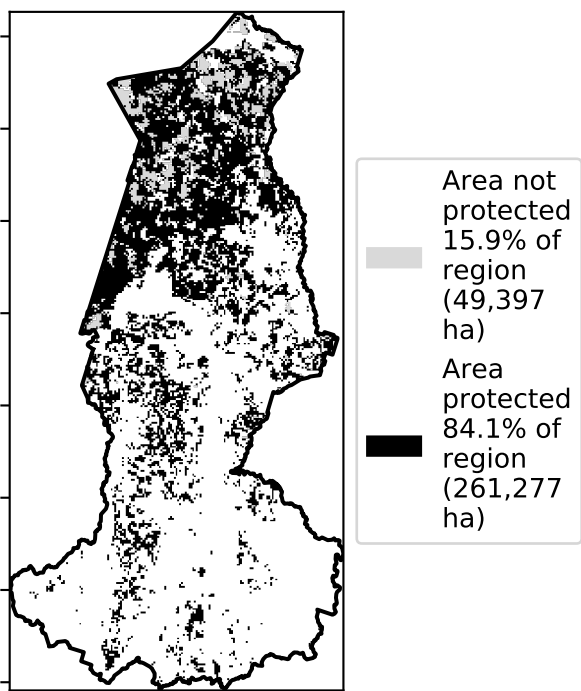 Area not
protected
15.9% of
region
(49,397
ha)
Area
protected
84.1% of
region
(261,277
ha)